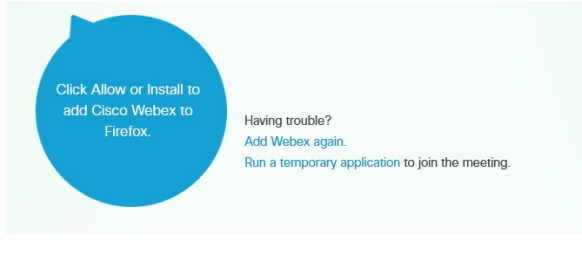 Click Allow or Install to
add Cisco Webex to
Firefox.
Having trouble?
Add Webex again.
Run a temporary application to join the meeting.